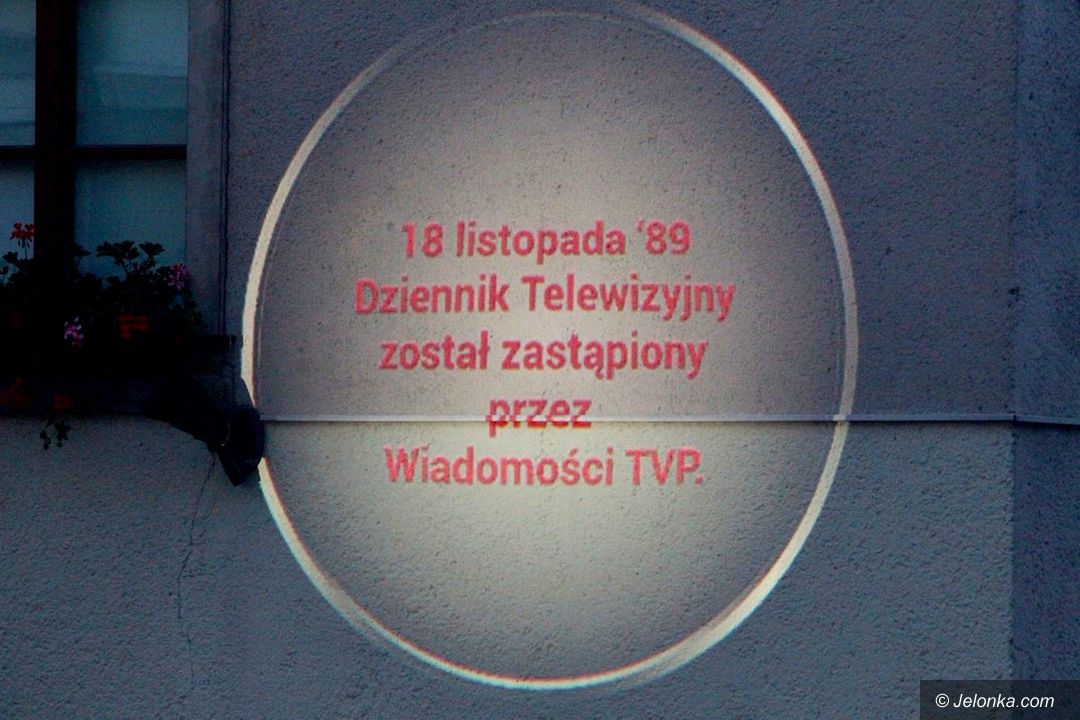 18 listopada ‘89
Dziennik Telewizyjny
został zastąpiony
przez
Wiadomości TVP.
© Jelonka.com